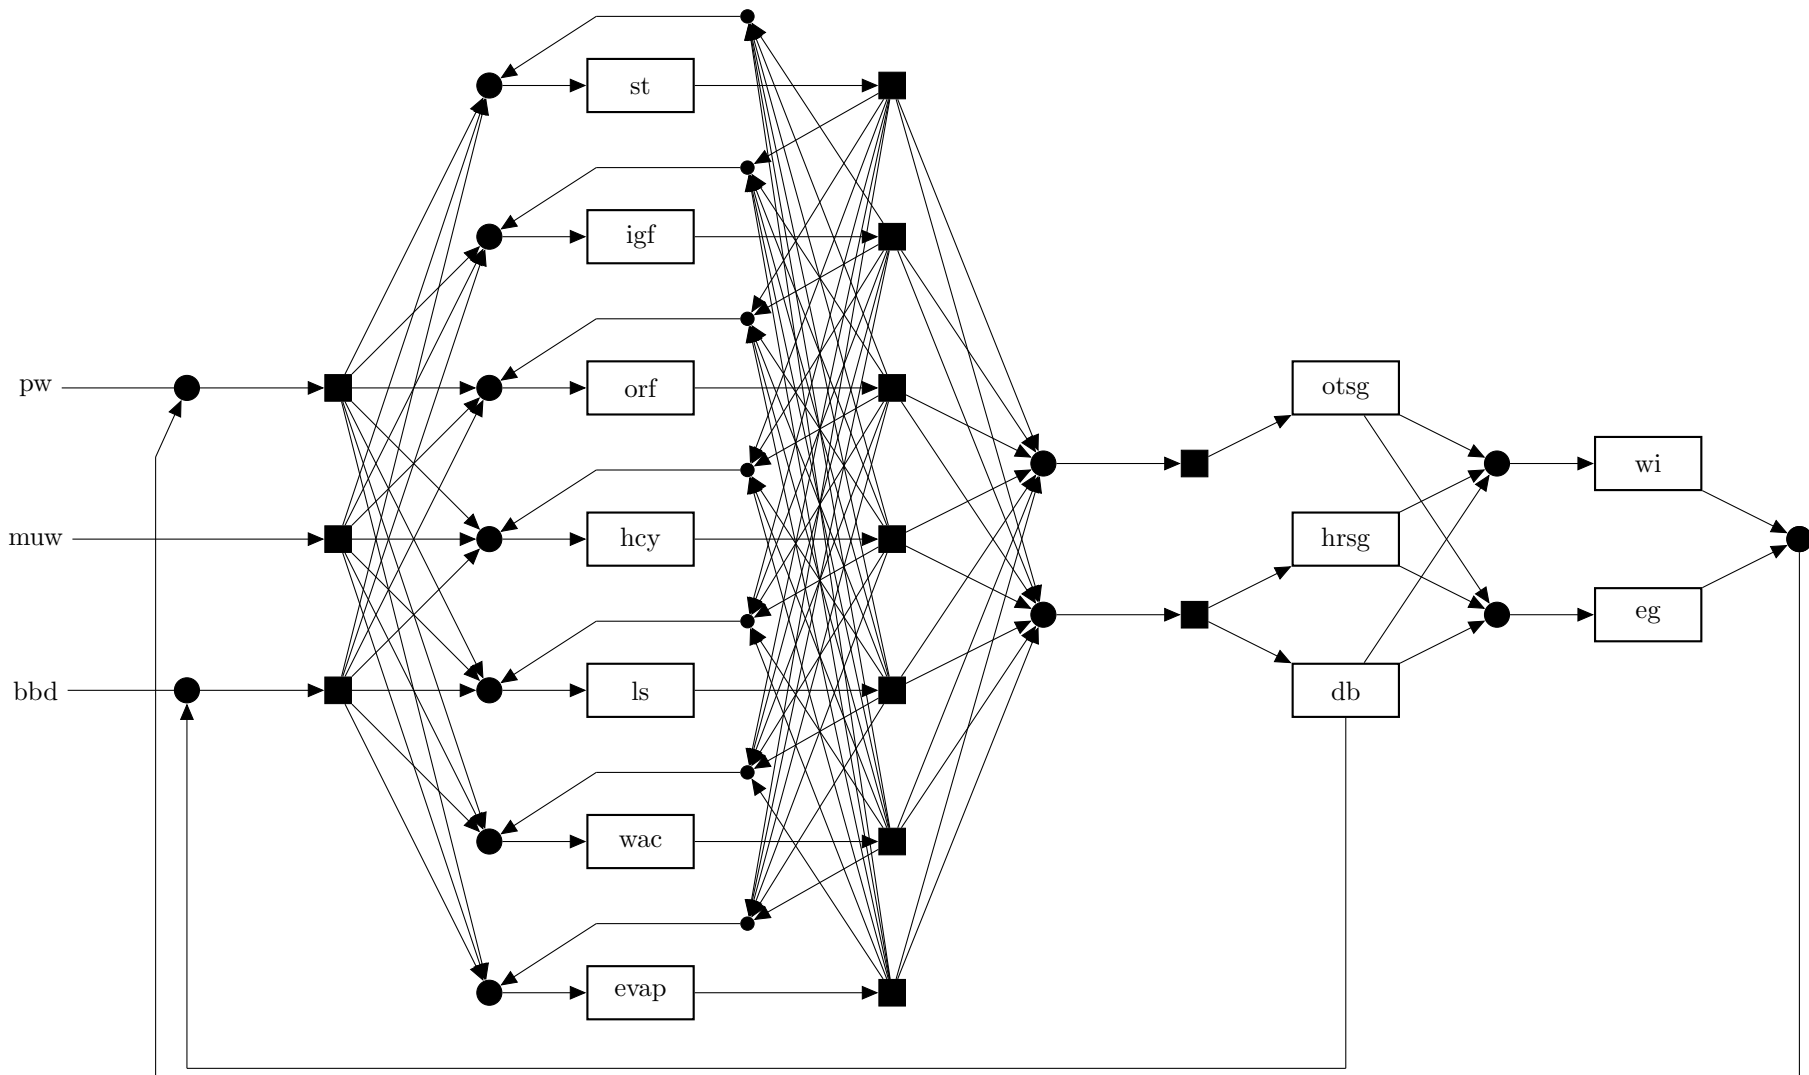 st
igf
pw
orf
otsg
wi
muw
hcy
hrsg
eg
bbd
ls
db
wac
evap